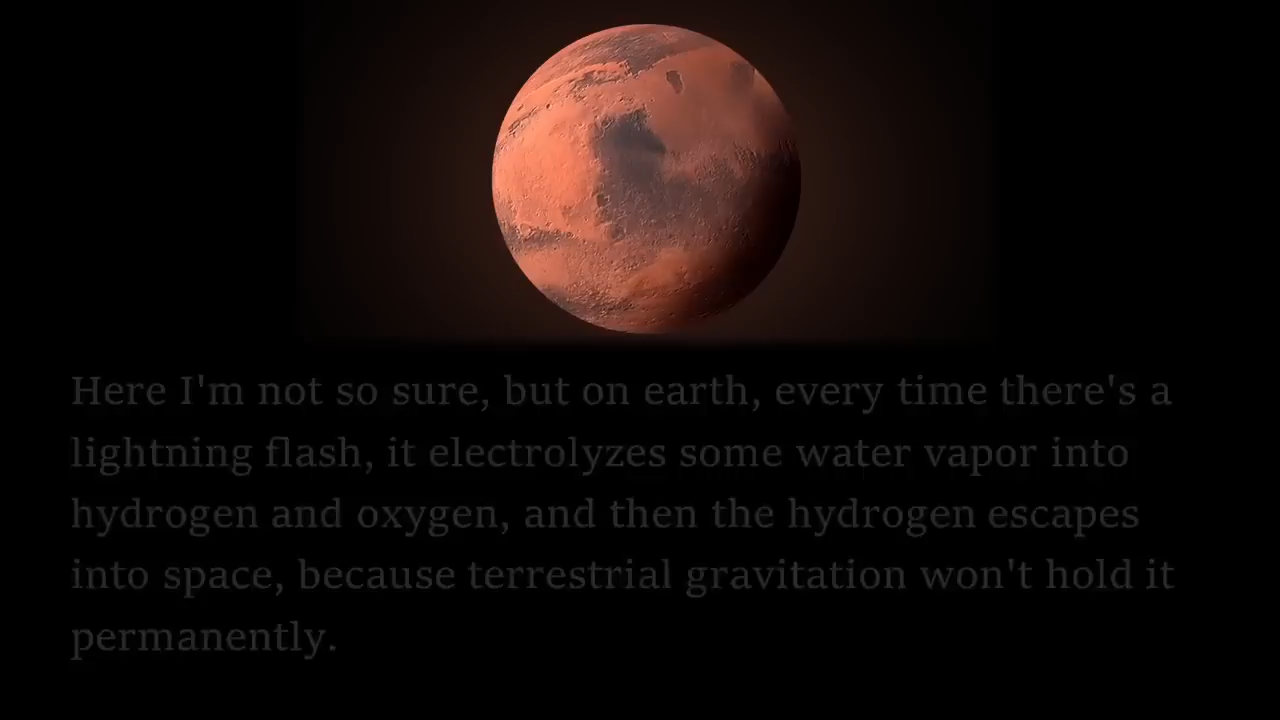 Here I'm not so sure, but on earth, every time there's a
lightning flash, it electrolyzes some water vapor into
hydrogen and oxygen, and then the hydrogen escapes
into space, because terrestrial gravitation won't hold it
permanently.